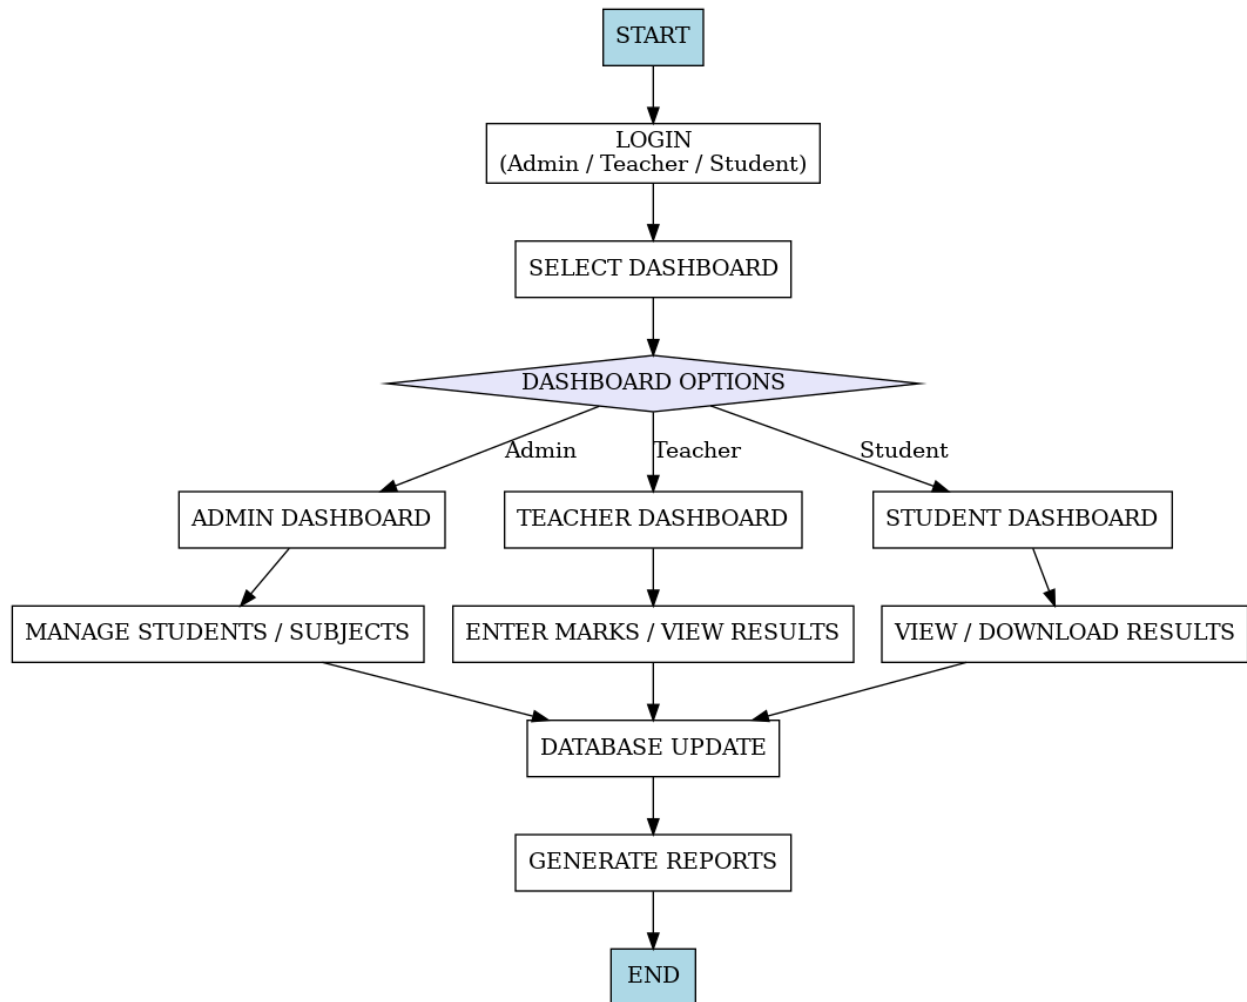 START
LOGIN
(Admin / Teacher / Student)
SELECT DASHBOARD
DASHBOARD OPTIONS
Admin
Teacher
Student
ADMIN DASHBOARD
TEACHER DASHBOARD
STUDENT DASHBOARD
MANAGE STUDENTS / SUBJECTS
ENTER MARKS / VIEW RESULTS
VIEW / DOWNLOAD RESULTS
DATABASE UPDATE
GENERATE REPORTS
END